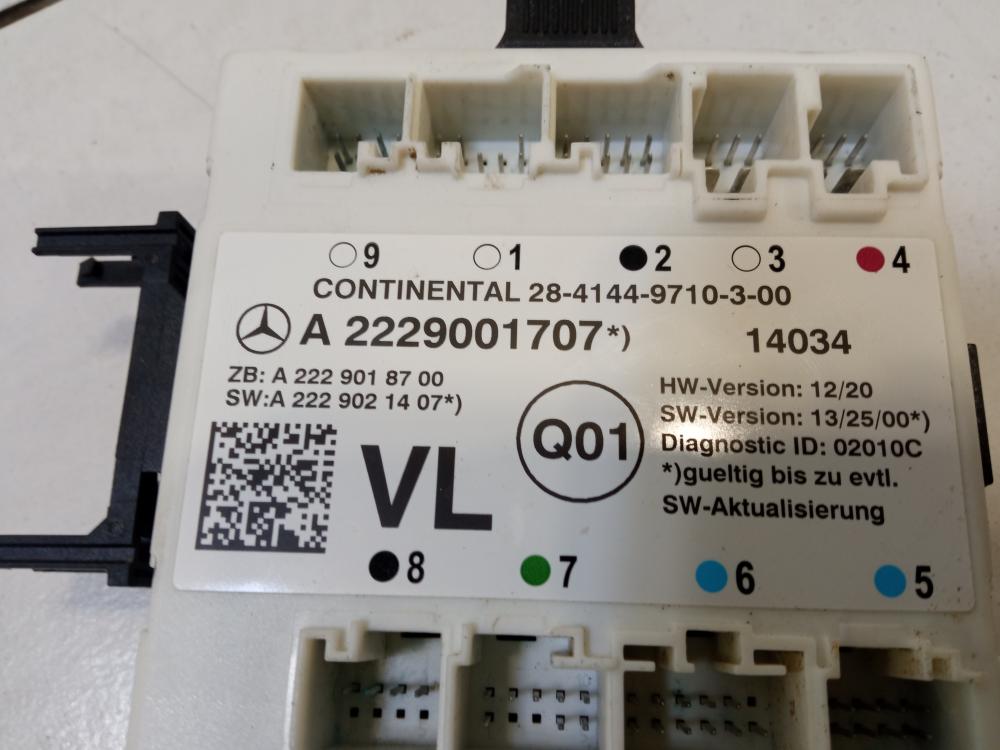 9 1 2 3 4
CONTINENTAL 28-4144-9710-3-00
A 2229001707*) 14034
ZB: A 222 901 87 00
SW:A 222 902 14 07*)
HW-Version: 12/20
SW-Version: 13/25/00*)
Diagnostic ID: 02010C
*)gueltig bis zu evtl.
SW-Aktualisierung
Q01
VL
8 7 6 5